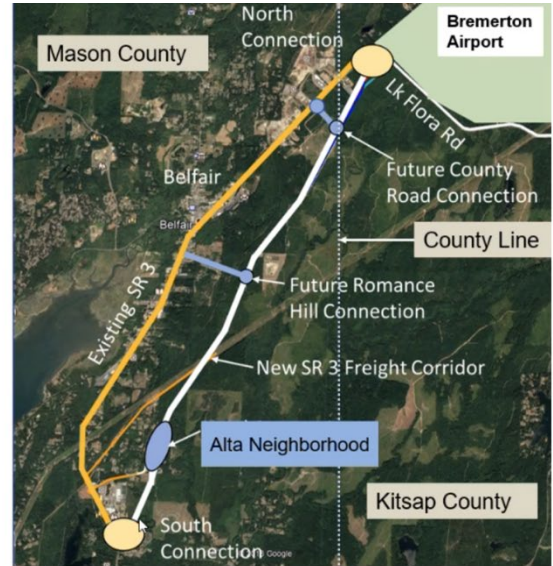 North
Connection
Bremerton
Airport
Mason County
Lk Flora Rd
Belfair
Future County
Road Connection
Belfair
County Line
Existing SR 3
Future Romance
Hill Connection
New SR 3 Freight Corridor
Alta Neighborhood
Kitsap County
South
Connection
Google